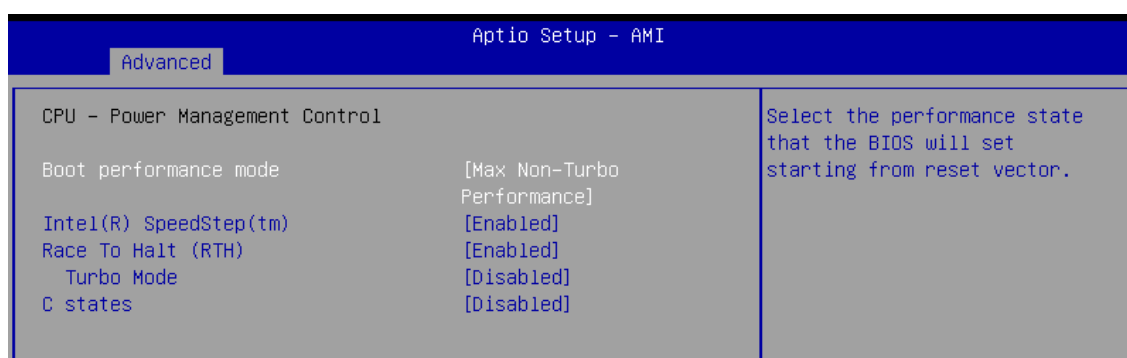 Aptio Setup – AMI
Advanced
CPU – Power Management Control
Boot performance mode [Max Non-Turbo
Performance]
Intel(R) SpeedStep(tm) [Enabled]
Race To Halt (RTH) [Enabled]
Turbo Mode [Disabled]
C states [Disabled]
Select the performance state
that the BIOS will set
starting from reset vector.